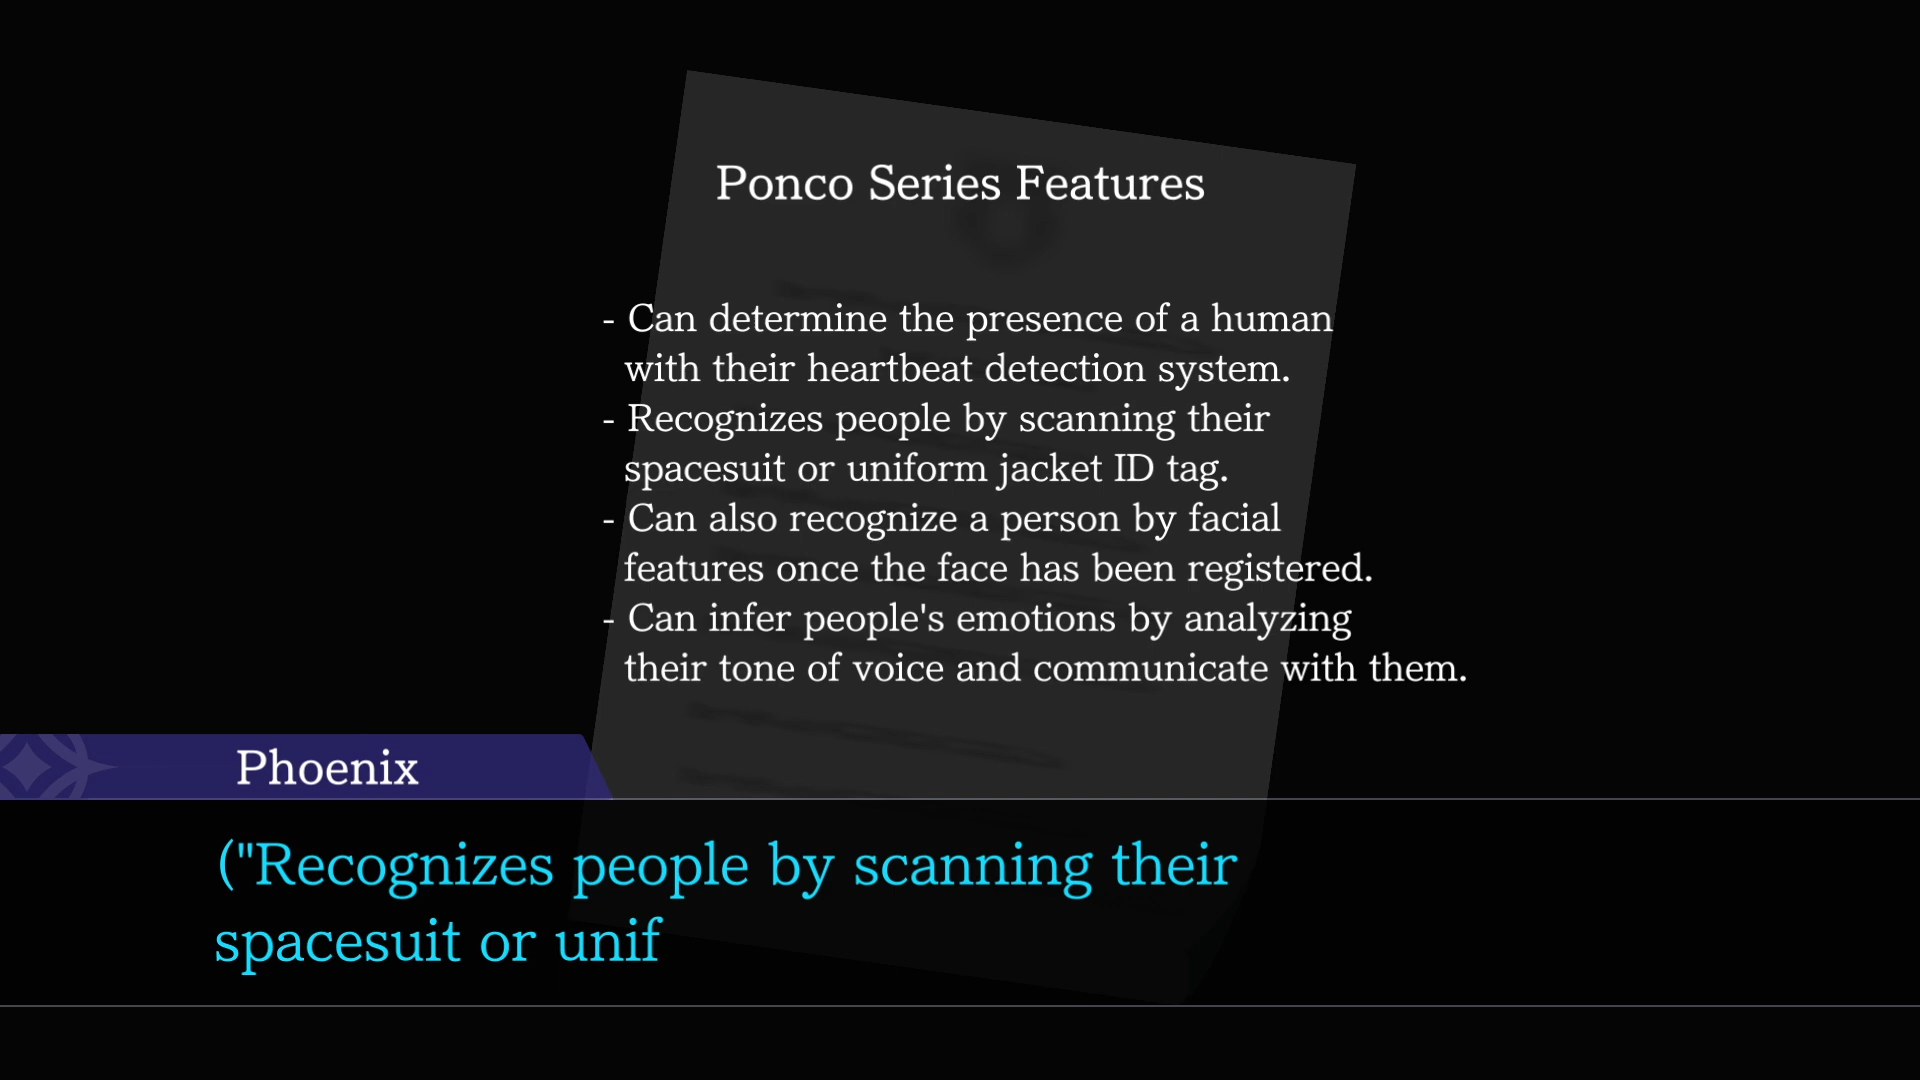 Ponco Series Features
- Can determine the presence of a human
with their heartbeat detection system.
- Recognizes people by scanning their
spacesuit or uniform jacket ID tag.
- Can also recognize a person by facial
features once the face has been registered.
- Can infer people's emotions by analyzing
their tone of voice and communicate with them.
Phoenix
("Recognizes people by scanning their
spacesuit or unif